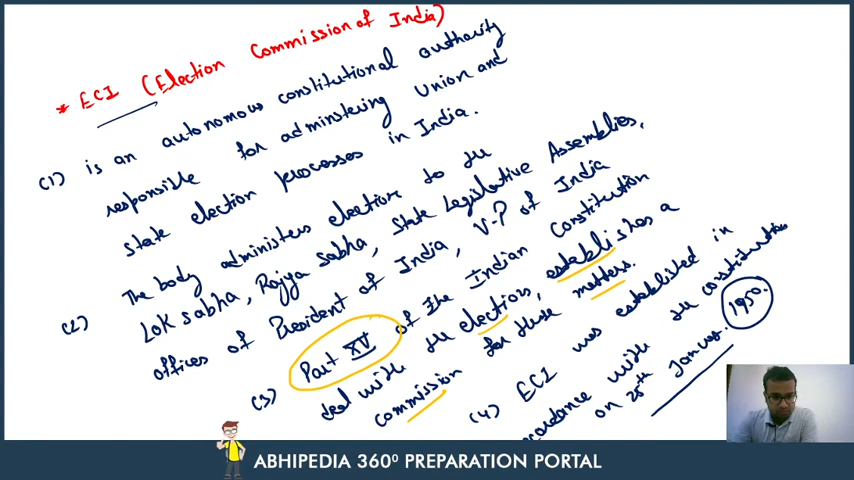 * ECI (Election Commission of India)
(1) is an autonomous constitutional authority
responsible for adminstering Union and
state election processes in India.
(2) The body administers elections to the
Lok Sabha, Rajya Sabha, State Legislative Assemblies,
offices of President of India, V-P of India
(3) Part XV of the Indian Constitution
deal with the elections, establishes a
commission for these matters.
(4) ECI was established in
accordance with the constitution
on 25th January 1950.
ABHIPEDIA 360º PREPARATION PORTAL